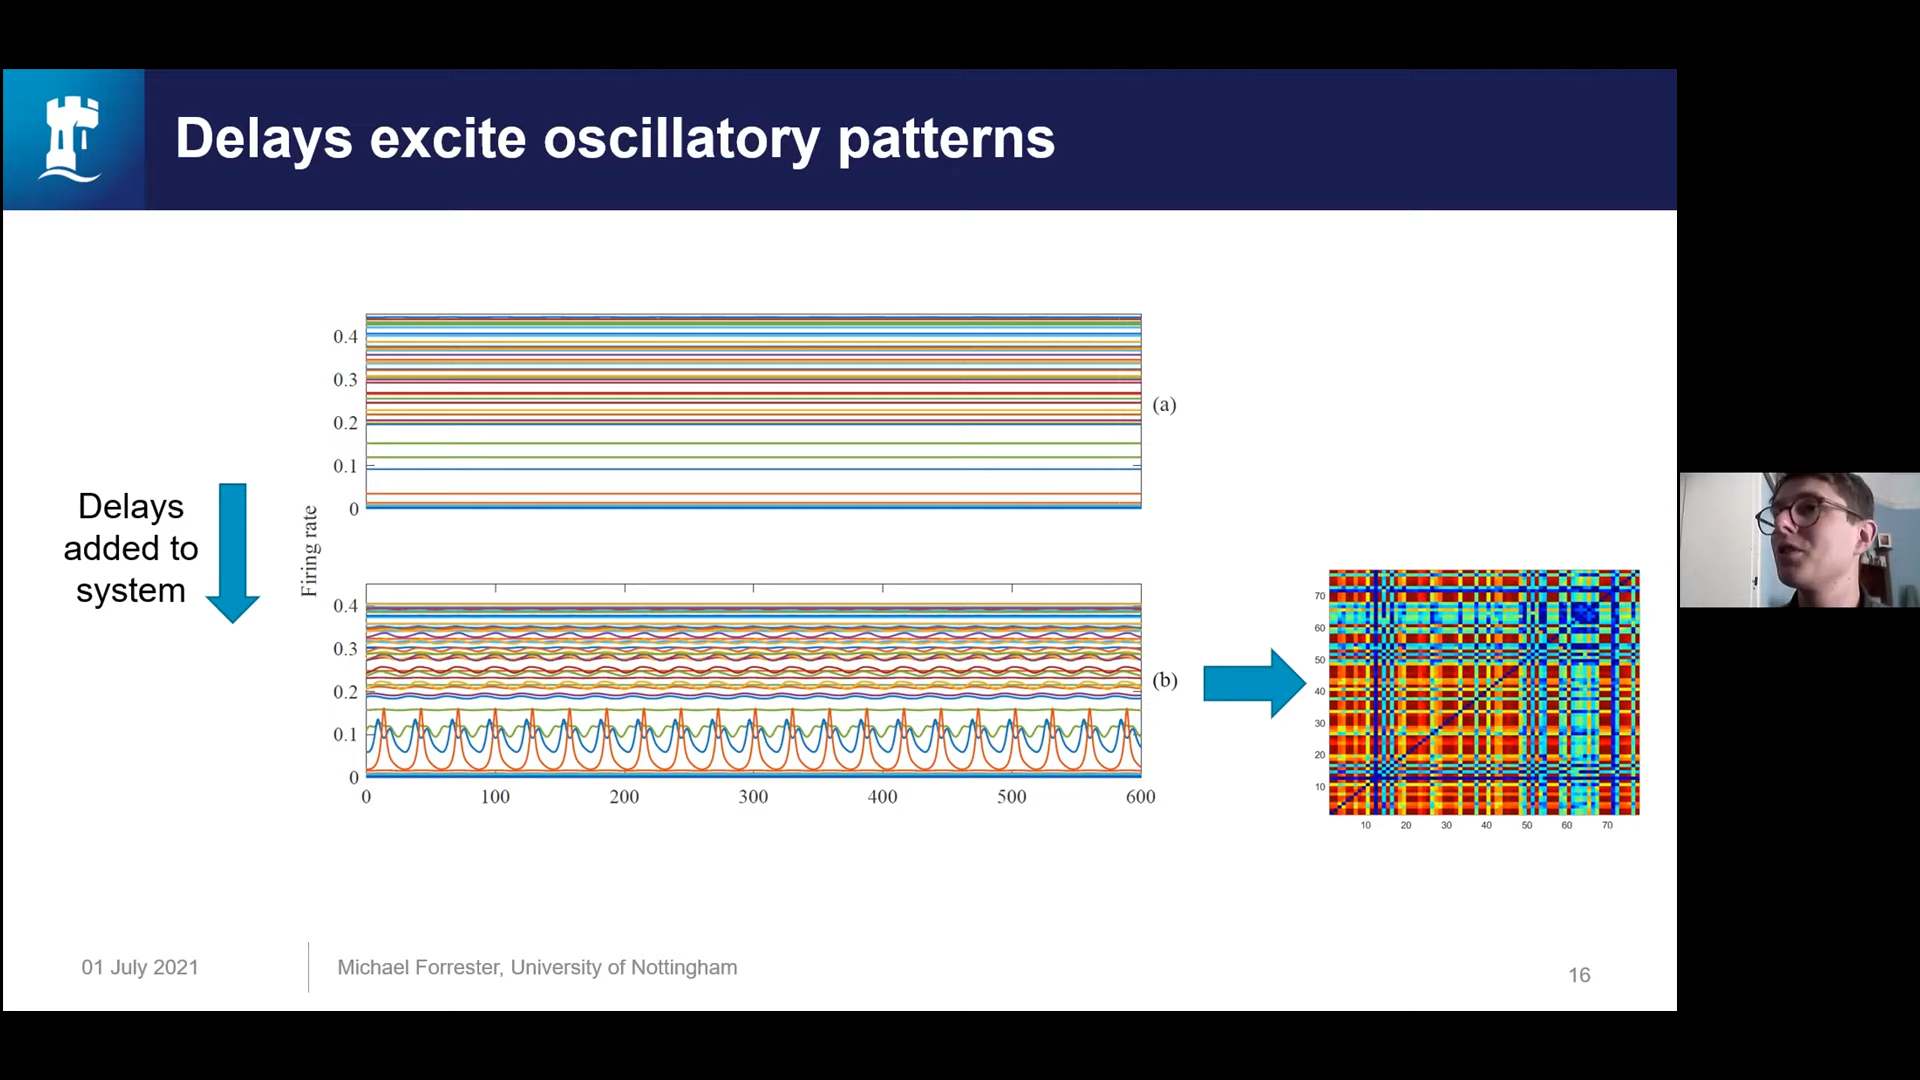 Delays excite oscillatory patterns
0.4
0.3
0.2
0.1
0
(a)
Delays
added to
system
Firing rate
0.4
0.3
0.2
0.1
0
(b)
0 100 200 300 400 500 600
70
60
50
40
30
20
10
10 20 30 40 50 60 70
01 July 2021
Michael Forrester, University of Nottingham
16